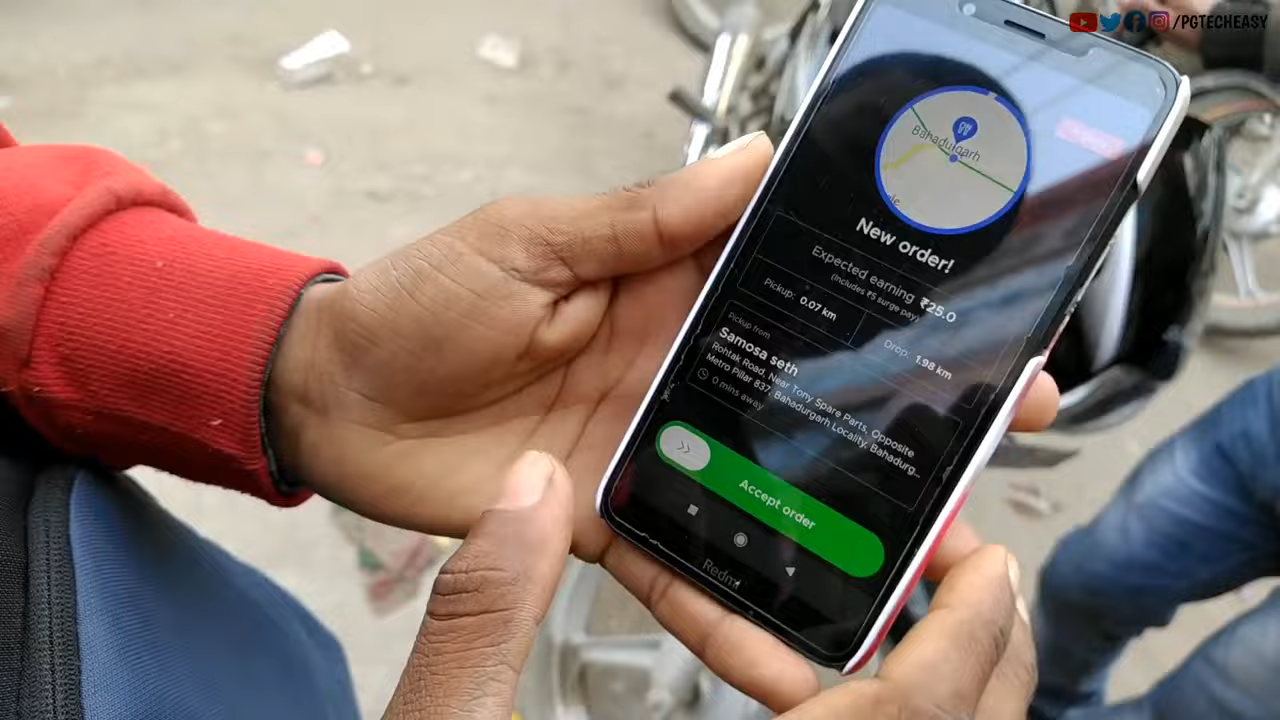 /PGTECHEASY
Bahadurgarh
New order!
Expected earning ₹25.0
(includes ₹5 surge pay)
Pickup: 0.07 km
Drop: 1.98 km
Pickup from
Samosa seth
Rohtak Road, Near Tony Spare Parts, Opposite
Metro Pillar 837, Bahadurgarh Locality, Bahadurg...
0 mins away
Accept order
Redmi